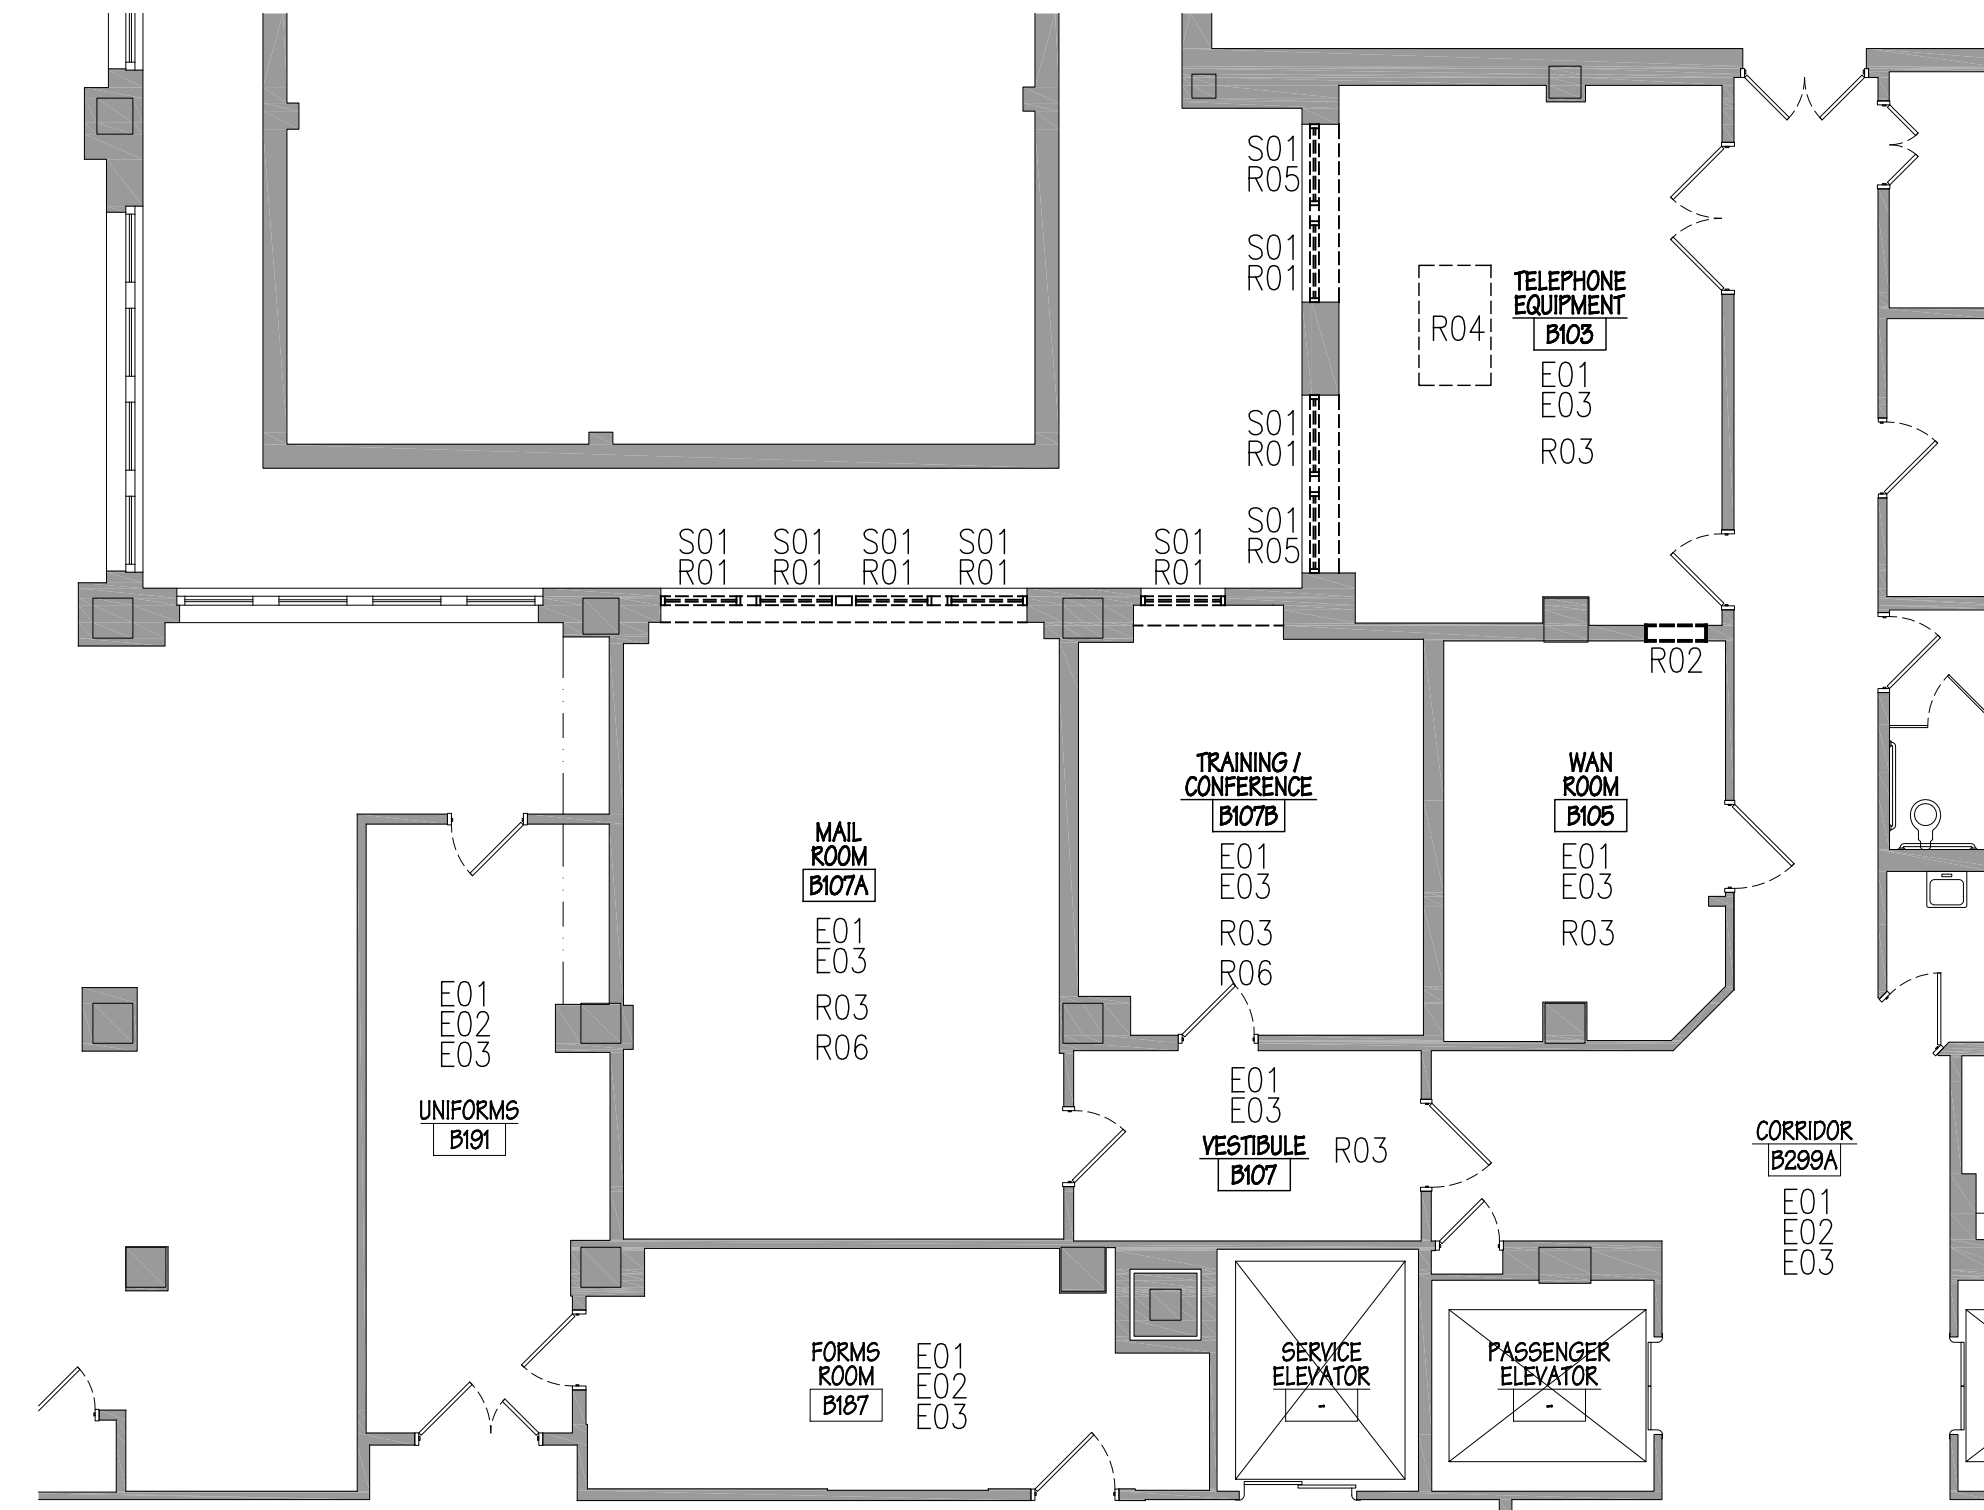 S01
R05
S01
R01
TELEPHONE
EQUIPMENT
B103
E01
E03
R03
R04
S01
R01
S01
R05
S01
R01
S01
R01
S01
R01
S01
R01
S01
R01
R02
TRAINING /
CONFERENCE
B107B
E01
E03
R03
R06
WAN
ROOM
B105
E01
E03
R03
MAIL
ROOM
B107A
E01
E03
R03
R06
E01
E02
E03
UNIFORMS
B191
E01
E03
VESTIBULE
B107
R03
CORRIDOR
B299A
E01
E02
E03
FORMS
ROOM
B187
E01
E02
E03
SERVICE
ELEVATOR
-
PASSENGER
ELEVATOR
-